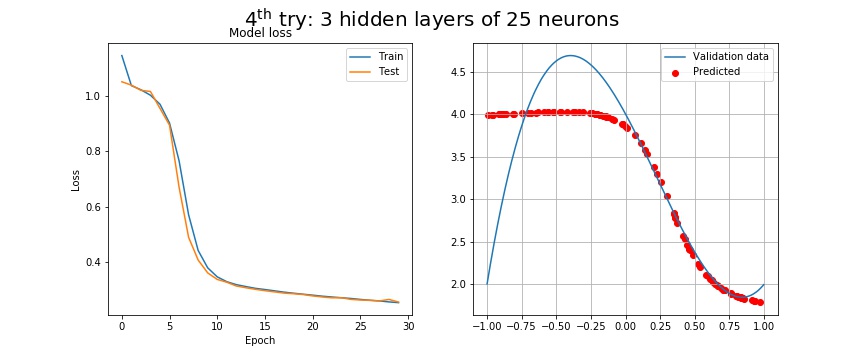 4th try: 3 hidden layers of 25 neurons
Model loss
Train
Test
1.0
0.8
0.6
0.4
Loss
0 5 10 15 20 25 30
Epoch
Validation data
Predicted
4.5
4.0
3.5
3.0
2.5
2.0
−1.00 −0.75 −0.50 −0.25 0.00 0.25 0.50 0.75 1.00